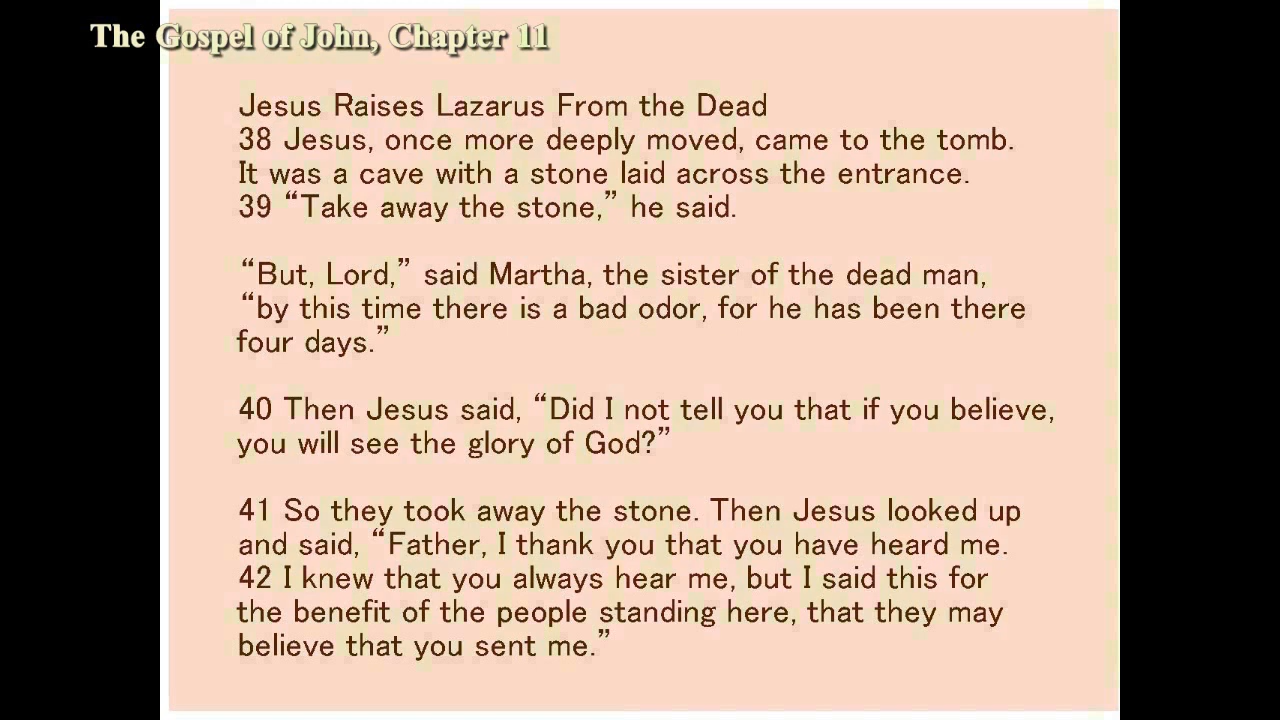 The Gospel of John, Chapter 11
Jesus Raises Lazarus From the Dead
38 Jesus, once more deeply moved, came to the tomb.
It was a cave with a stone laid across the entrance.
39 “Take away the stone,” he said.
“But, Lord,” said Martha, the sister of the dead man,
“by this time there is a bad odor, for he has been there
four days.”
40 Then Jesus said, “Did I not tell you that if you believe,
you will see the glory of God?”
41 So they took away the stone. Then Jesus looked up
and said, “Father, I thank you that you have heard me.
42 I knew that you always hear me, but I said this for
the benefit of the people standing here, that they may
believe that you sent me.”